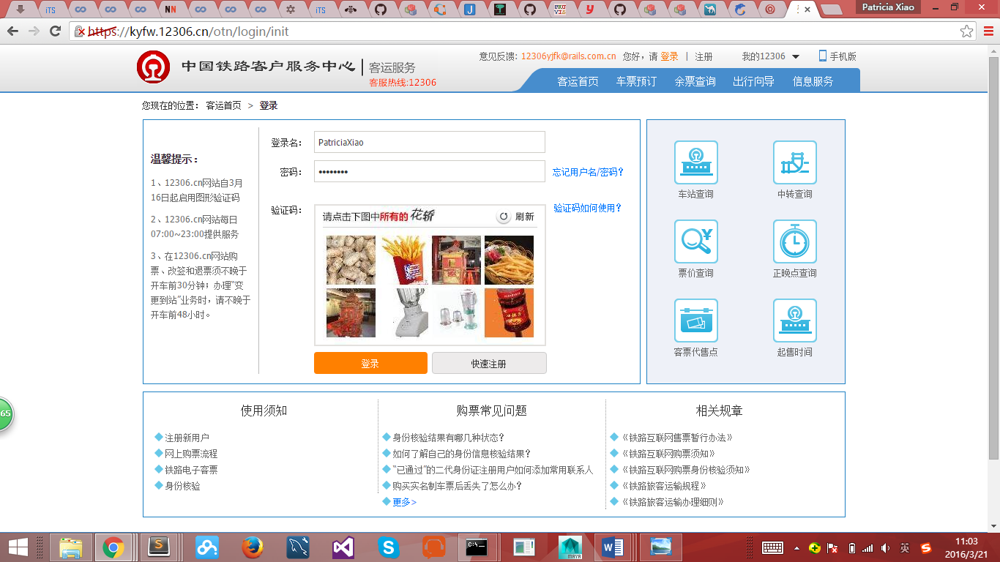 iTS
NN
iTS
J
PRU
VIS
y
Patricia Xiao
https://kyfw.12306.cn/otn/login/init
中国铁路客户服务中心
客运服务
客服热线:12306
意见反馈: 12306yjfk@rails.com.cn 您好，请 登录 | 注册 我的12306 手机版
客运首页 车票预订 余票查询 出行向导 信息服务
您现在的位置： 客运首页 > 登录
温馨提示：
1、12306.cn网站自3月
16日起启用图形验证码
2、12306.cn网站每日
07:00~23:00提供服务
3、在12306.cn网站购
票、改签和退票须不晚于
开车前30分钟；办理“变
更到站”业务时，请不晚于
开车前48小时。
登录名： PatriciaXiao
密码： ••••••••
忘记用户名/密码?
验证码：
请点击下图中所有的 花轿
刷新
验证码如何使用?
登录
快速注册
车站查询 中转查询
票价查询 正晚点查询
客票代售点 起售时间
使用须知
注册新用户
网上购票流程
铁路电子客票
身份核验
购票常见问题
身份核验结果有哪几种状态?
如何了解自己的身份信息核验结果?
“已通过”的二代身份证注册用户如何添加常用联系人
购买实名制车票后丢失了怎么办?
更多>
相关规章
《铁路互联网售票暂行办法》
《铁路互联网购票须知》
《铁路互联网购票身份核验须知》
《铁路旅客运输规程》
《铁路旅客运输办理细则》
65
MAYA
英
11:03
2016/3/21